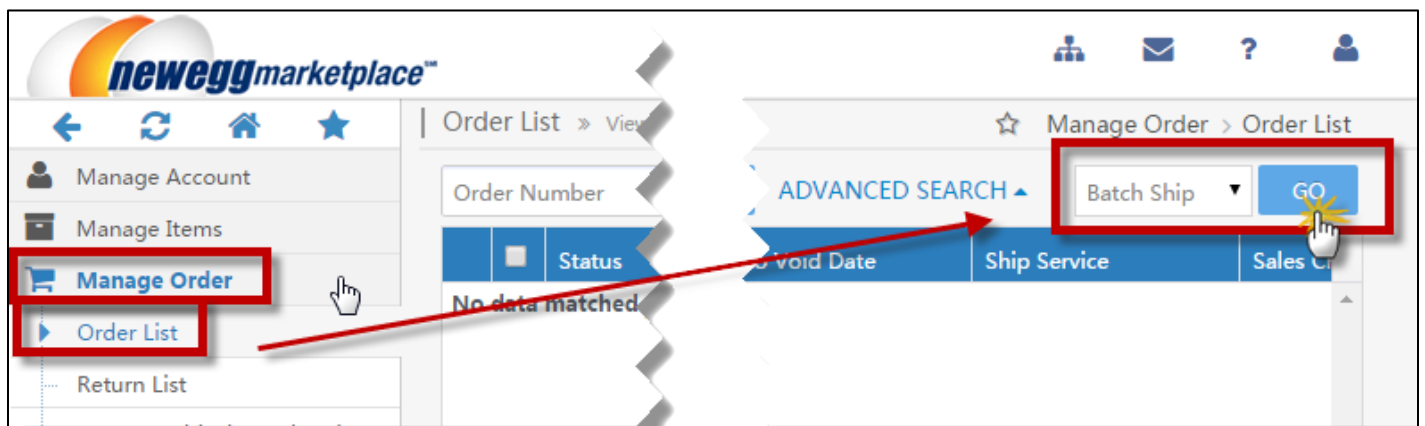 neweggmarketplace℠
?
Order List » View
Manage Order > Order List
Manage Account
Manage Items
Manage Order
Order List
Return List
Order Number
ADVANCED SEARCH
Batch Ship
GO
Status
Void Date
Ship Service
Sales
No data matched